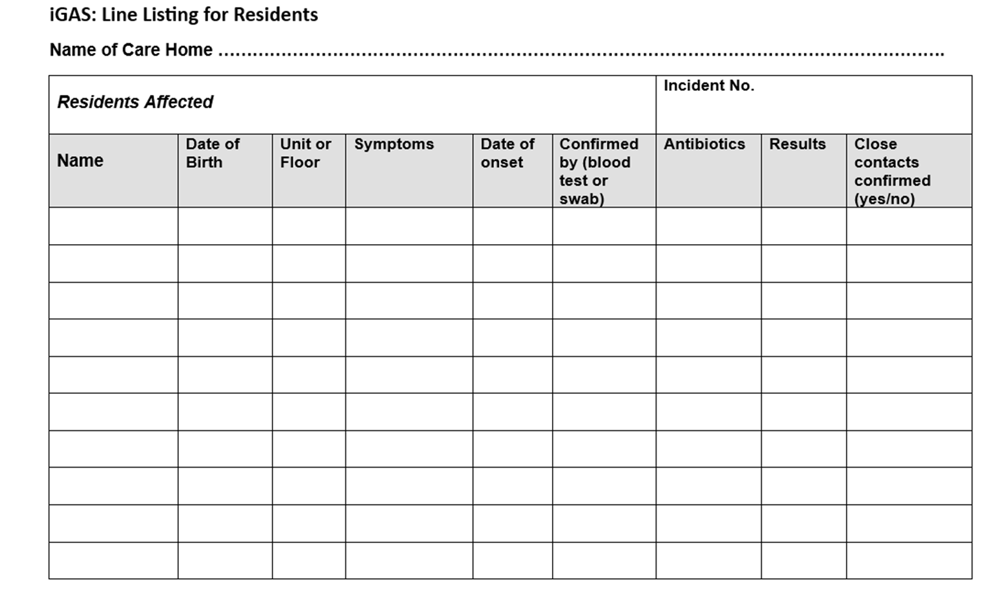 iGAS: Line Listing for Residents
Name of Care Home ……………………………………………………………………………………………………………….
Residents Affected
Incident No.
Name
Date of
Birth
Unit or
Floor
Symptoms
Date of
onset
Confirmed
by (blood
test or
swab)
Antibiotics
Results
Close
contacts
confirmed
(yes/no)